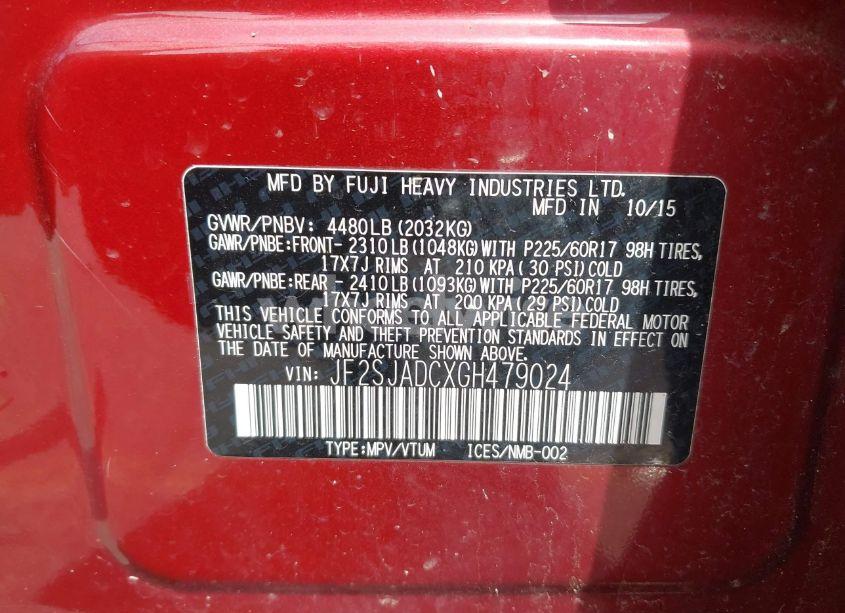 MFD BY FUJI HEAVY INDUSTRIES LTD.
MFD IN 10/15
GVWR/PNBV: 4480LB (2032KG)
GAWR/PNBE:FRONT- 2310LB (1048KG) WITH P225/60R17 98H TIRES,
17X7J RIMS AT 210 KPA (30 PSI) COLD
GAWR/PNBE:REAR - 2410LB (1093KG) WITH P225/60R17 98H TIRES,
17X7J RIMS AT 200 KPA (29 PSI) COLD
THIS VEHICLE CONFORMS TO ALL APPLICABLE FEDERAL MOTOR
VEHICLE SAFETY AND THEFT PREVENTION STANDARDS IN EFFECT ON
THE DATE OF MANUFACTURE SHOWN ABOVE.
VIN: JF2SJADCXGH479024
TYPE:MPV/VTUM ICES/NMB-002